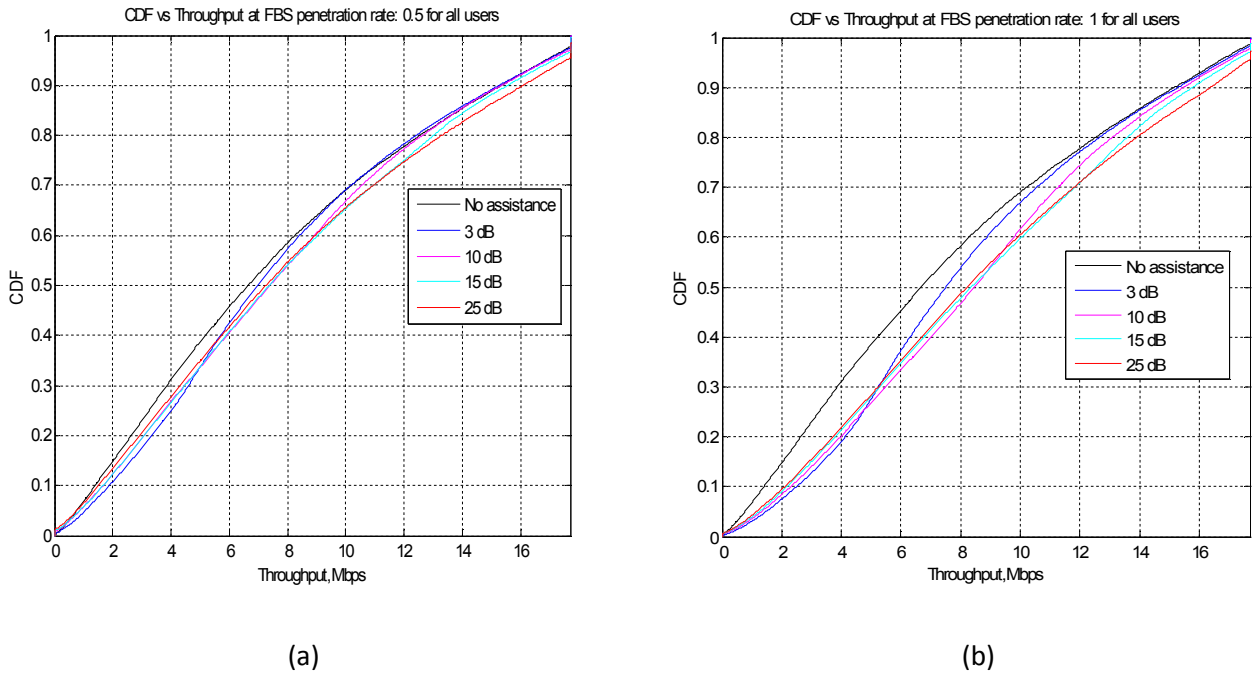 CDF vs Throughput at FBS penetration rate: 0.5 for all users
1
0.9
0.8
0.7
0.6
0.5
0.4
0.3
0.2
0.1
0
CDF
0 2 4 6 8 10 12 14 16
Throughput, Mbps
No assistance
3 dB
10 dB
15 dB
25 dB
(a)
CDF vs Throughput at FBS penetration rate: 1 for all users
1
0.9
0.8
0.7
0.6
0.5
0.4
0.3
0.2
0.1
0
CDF
0 2 4 6 8 10 12 14 16
Throughput, Mbps
No assistance
3 dB
10 dB
15 dB
25 dB
(b)